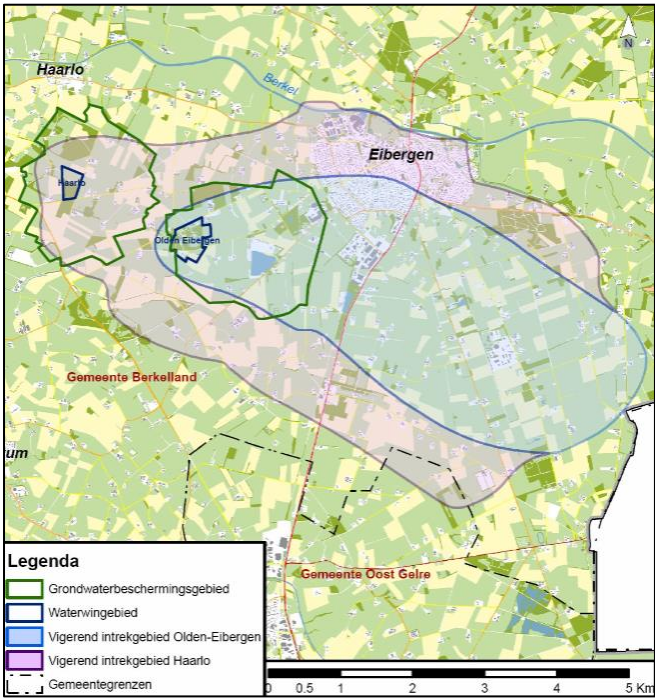 N
Haarlo
Berkel
Eibergen
Haarlo
Olden Eibergen
Gemeente Berkelland
um
Gemeente Oost Gelre
Legenda
Grondwaterbeschermingsgebied
Waterwingebied
Vigerend intrekgebied Olden-Eibergen
Vigerend intrekgebied Haarlo
Gemeentegrenzen
0 0.5 1 2 3 4 5 Km